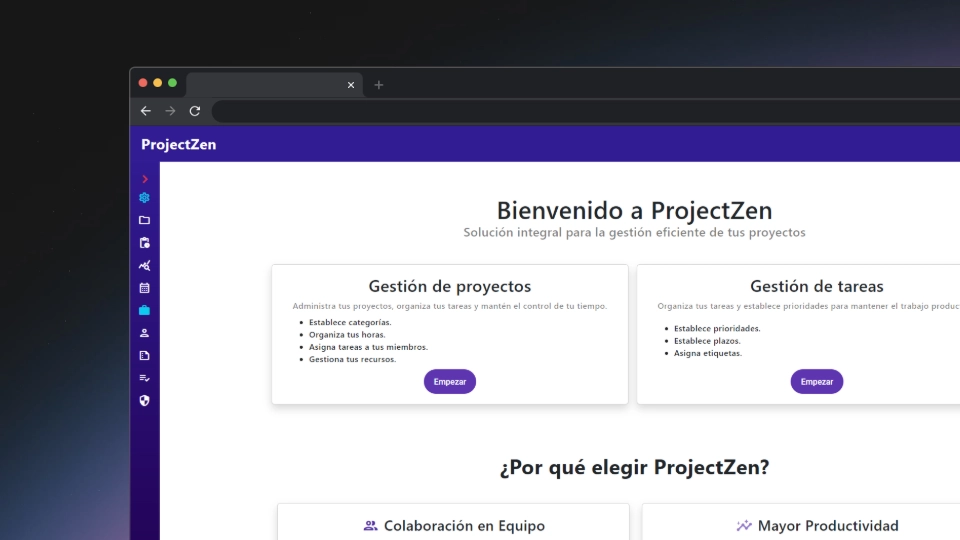 ProjectZen
Bienvenido a ProjectZen
Solución integral para la gestión eficiente de tus proyectos
Gestión de proyectos
Administra tus proyectos, organiza tus tareas y mantén el control de tu tiempo.
Establece categorías.
Organiza tus horas.
Asigna tareas a tus miembros.
Gestiona tus recursos.
Empezar
Gestión de tareas
Organiza tus tareas y establece prioridades para mantener el trabajo produc
Establece prioridades.
Establece plazos.
Asigna etiquetas.
Empezar
¿Por qué elegir ProjectZen?
Colaboración en Equipo
Mayor Productividad